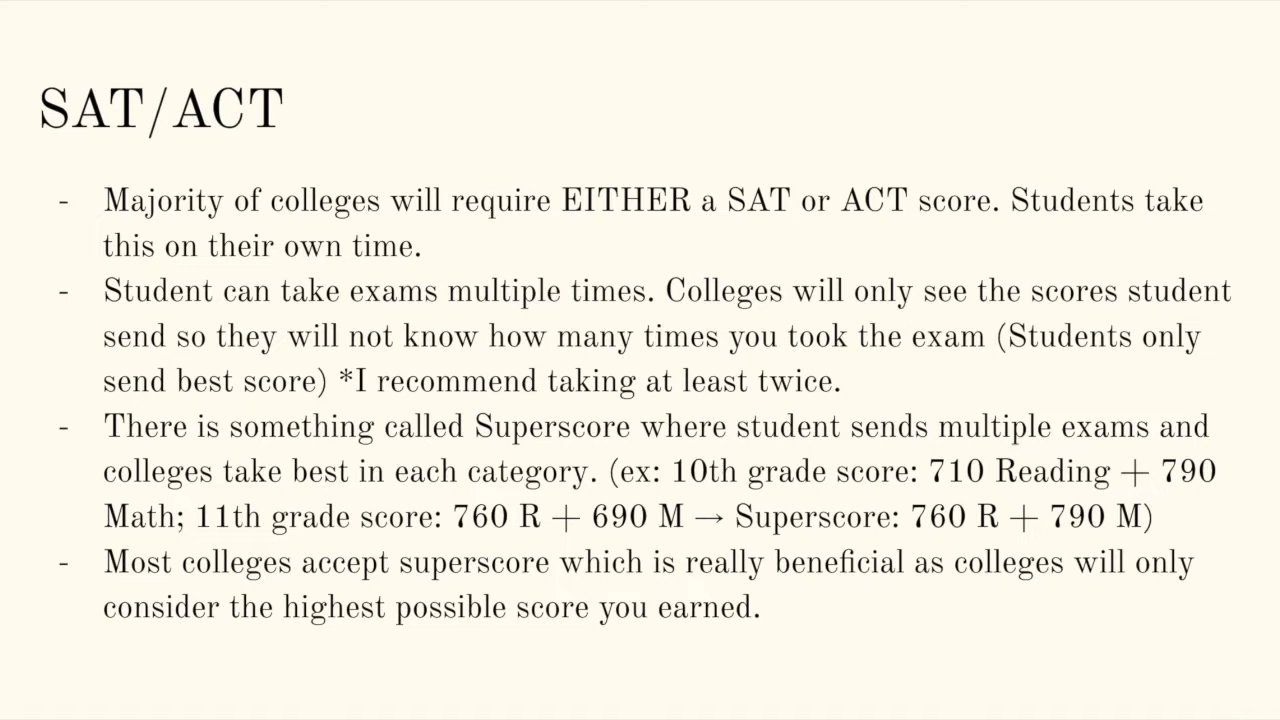 SAT/ACT
- Majority of colleges will require EITHER a SAT or ACT score. Students take
this on their own time.
- Student can take exams multiple times. Colleges will only see the scores student
send so they will not know how many times you took the exam (Students only
send best score) *I recommend taking at least twice.
- There is something called Superscore where student sends multiple exams and
colleges take best in each category. (ex: 10th grade score: 710 Reading + 790
Math; 11th grade score: 760 R + 690 M → Superscore: 760 R + 790 M)
- Most colleges accept superscore which is really beneficial as colleges will only
consider the highest possible score you earned.